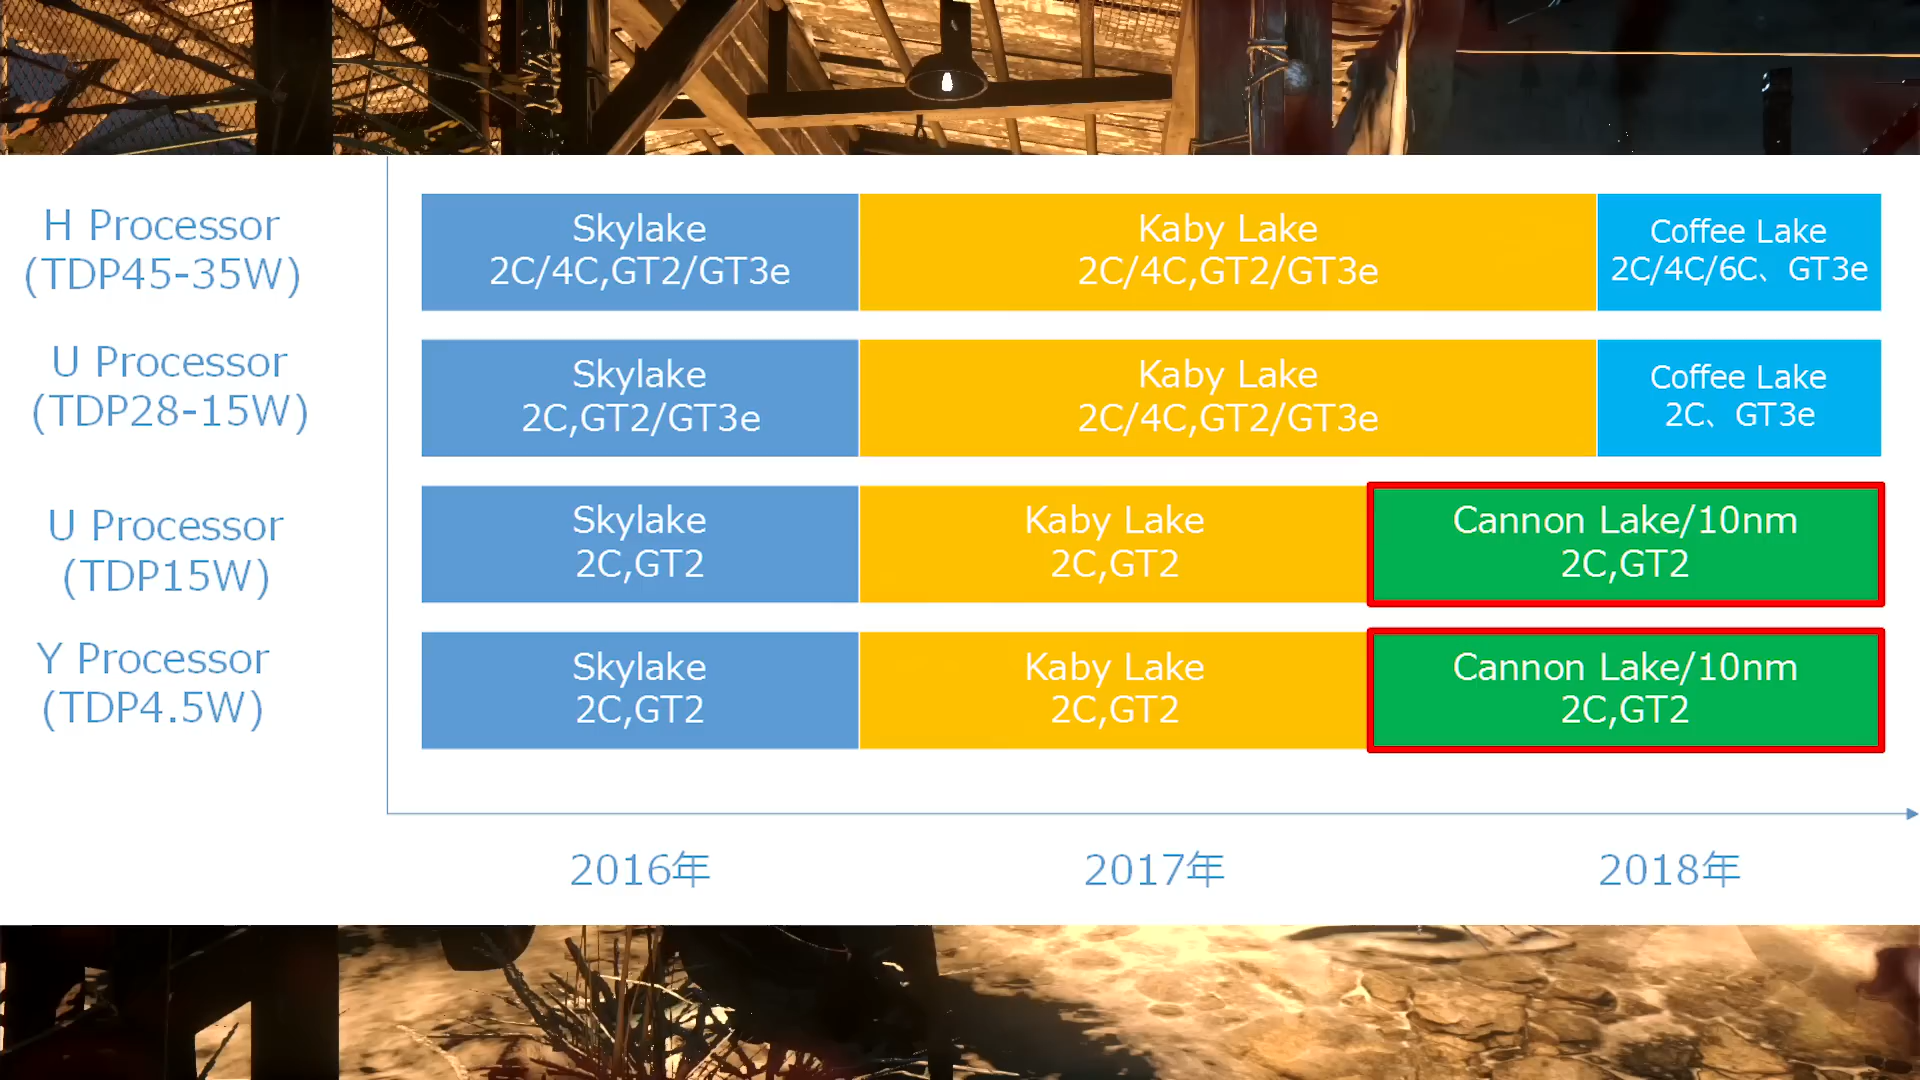 H Processor
(TDP45-35W)
Skylake
2C/4C,GT2/GT3e
Kaby Lake
2C/4C,GT2/GT3e
Coffee Lake
2C/4C/6C、GT3e
U Processor
(TDP28-15W)
Skylake
2C,GT2/GT3e
Kaby Lake
2C/4C,GT2/GT3e
Coffee Lake
2C、GT3e
U Processor
(TDP15W)
Skylake
2C,GT2
Kaby Lake
2C,GT2
Cannon Lake/10nm
2C,GT2
Y Processor
(TDP4.5W)
Skylake
2C,GT2
Kaby Lake
2C,GT2
Cannon Lake/10nm
2C,GT2
2016年
2017年
2018年